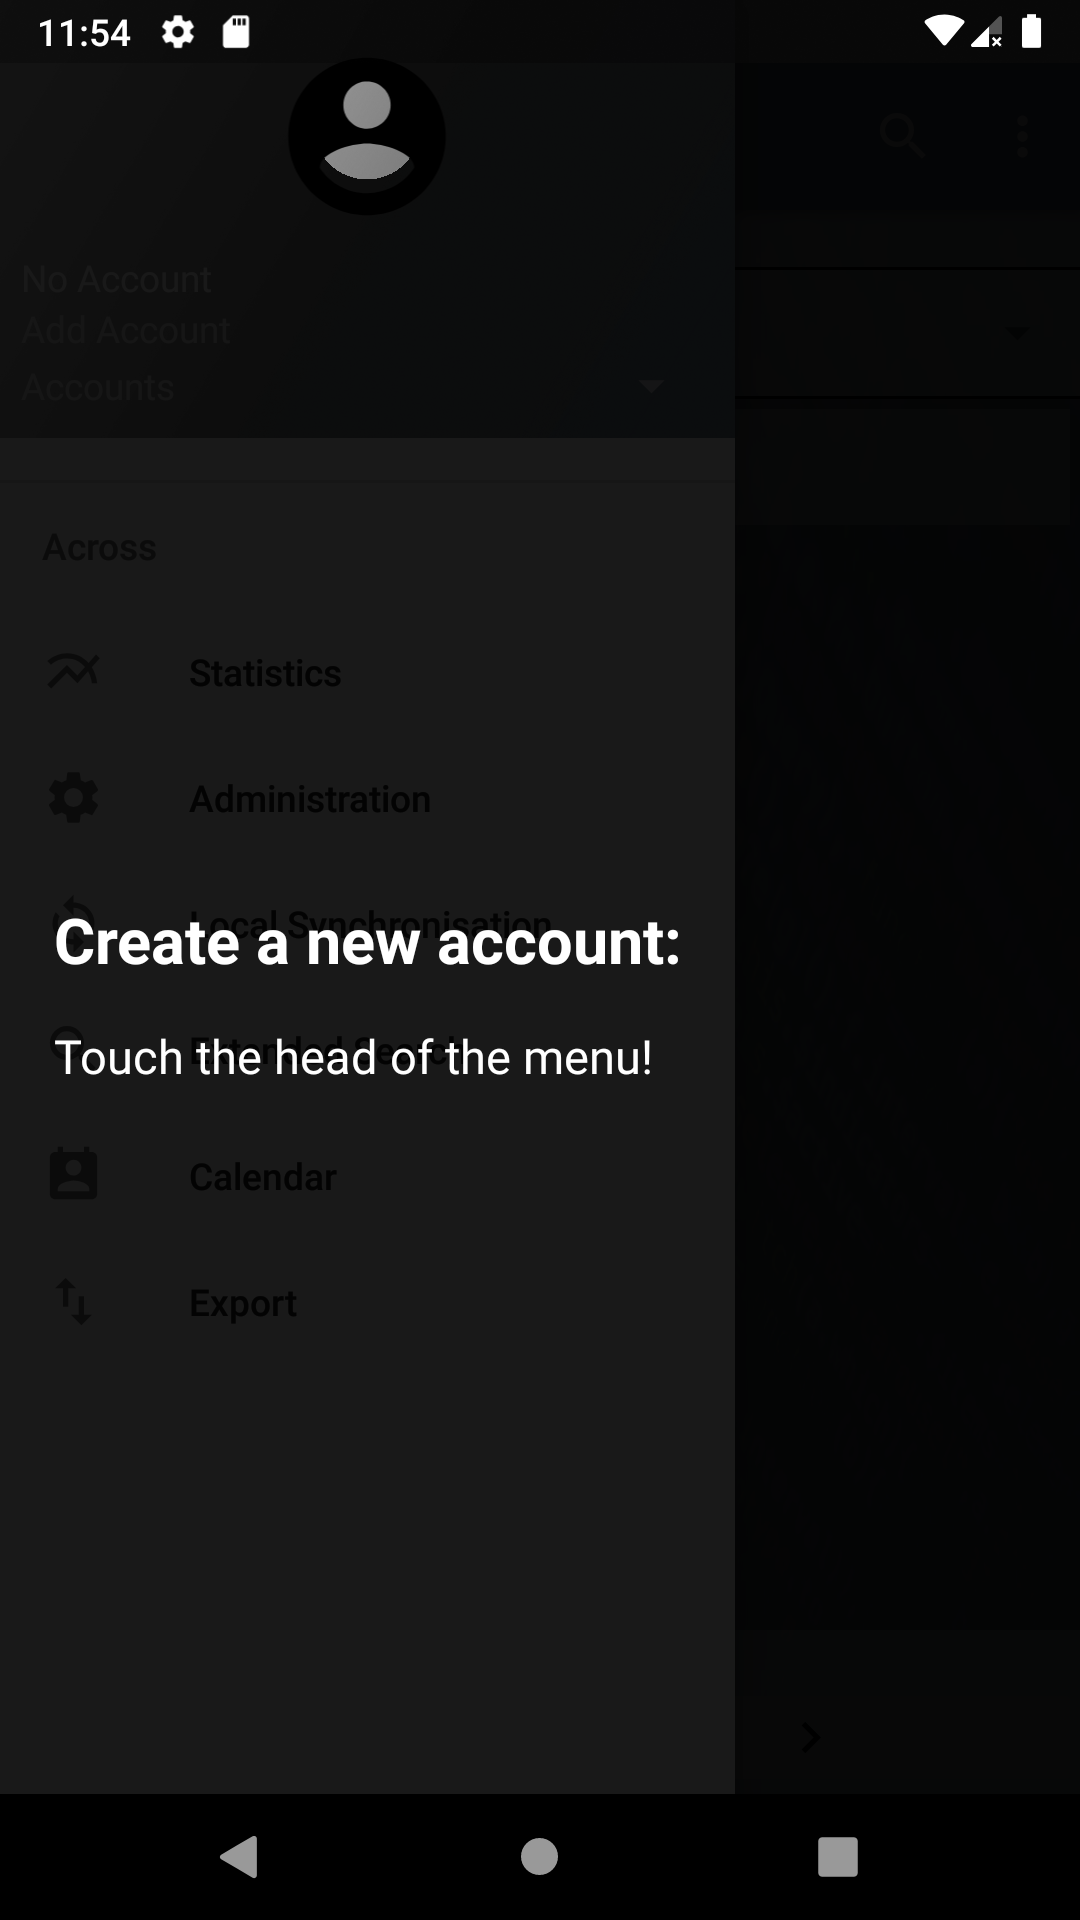 11:54
No Account
Add Account
Accounts
Across
Statistics
Administration
Local Synchronisation
Create a new account:
Extended Search
Touch the head of the menu!
Calendar
Export